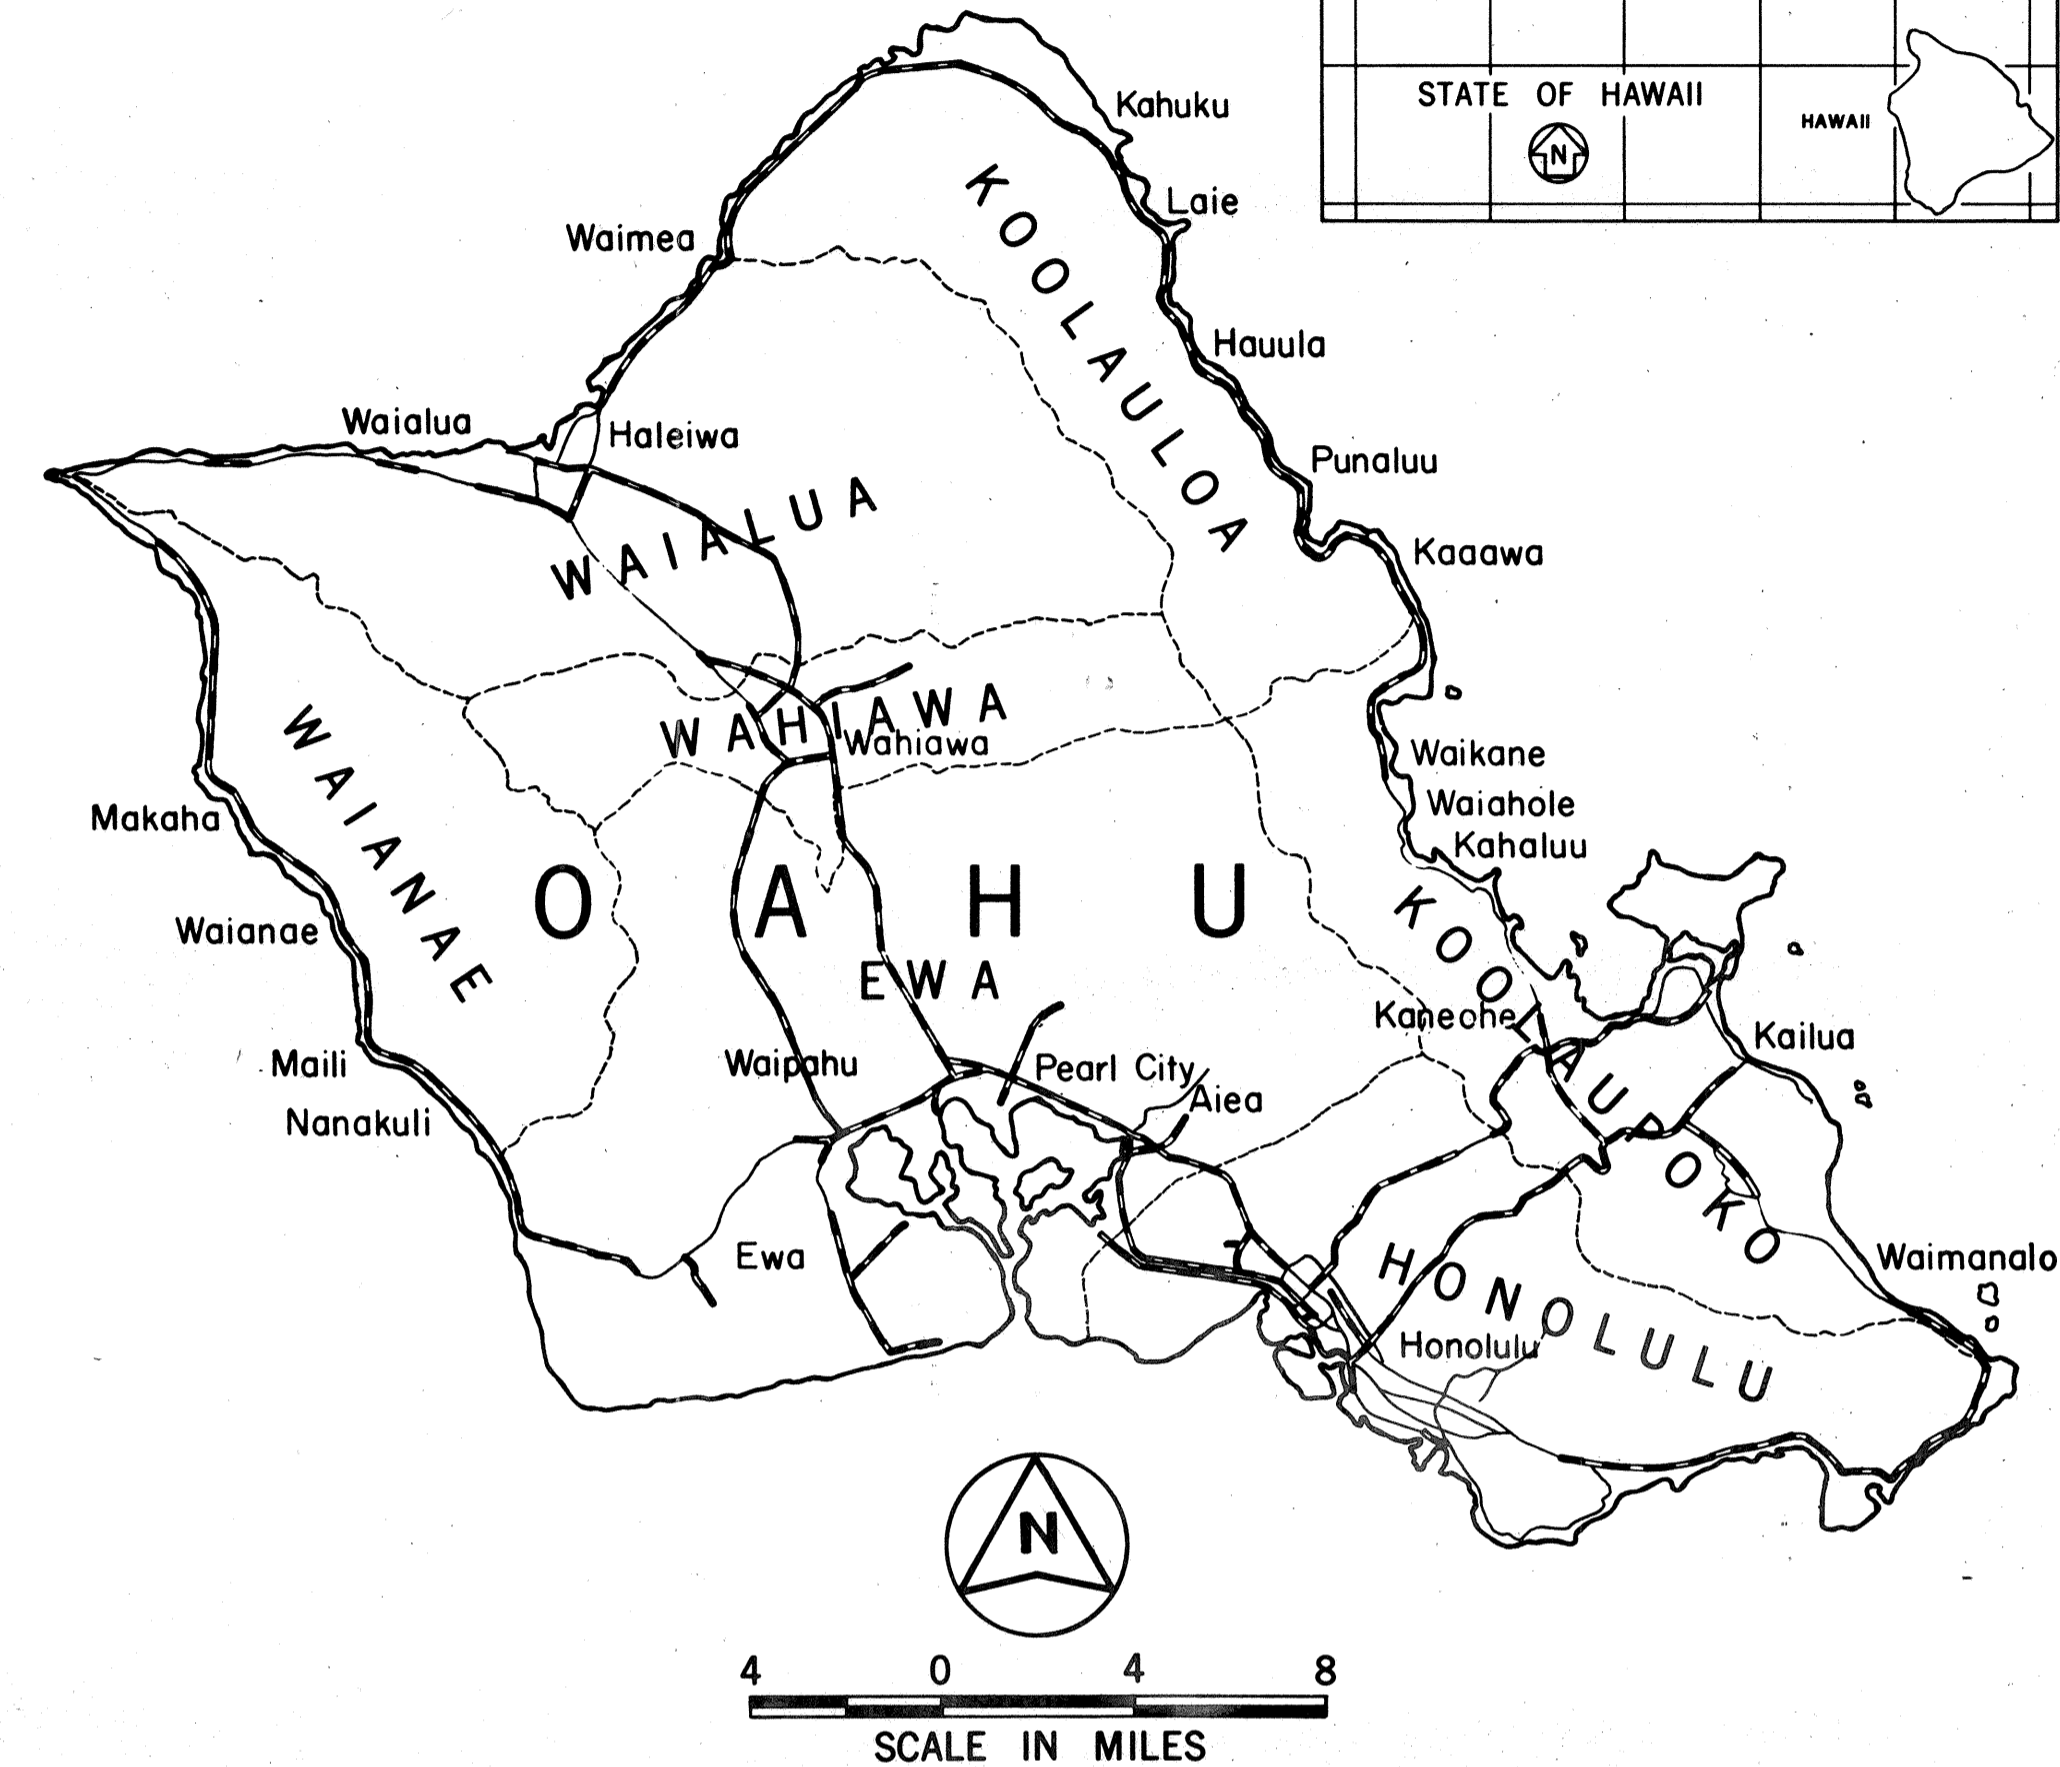 STATE OF HAWAII
HAWAII
N
Kahuku
Laie
Waimea
KOOLAULOA
Hauula
Waialua
Haleiwa
Punaluu
WAIALUA
Kaaawa
WAHIAWA
Wahiawa
Waikane
WAIANAE
Waiahole
Makaha
Kahaluu
OAHU
Waianae
EWA
KOOLAUPOKO
Kaneohe
Kailua
Maili
Waipahu
Pearl City
Aiea
Nanakuli
Ewa
Waimanalo
HONOLULU
Honolulu
N
4 0 4 8
SCALE IN MILES